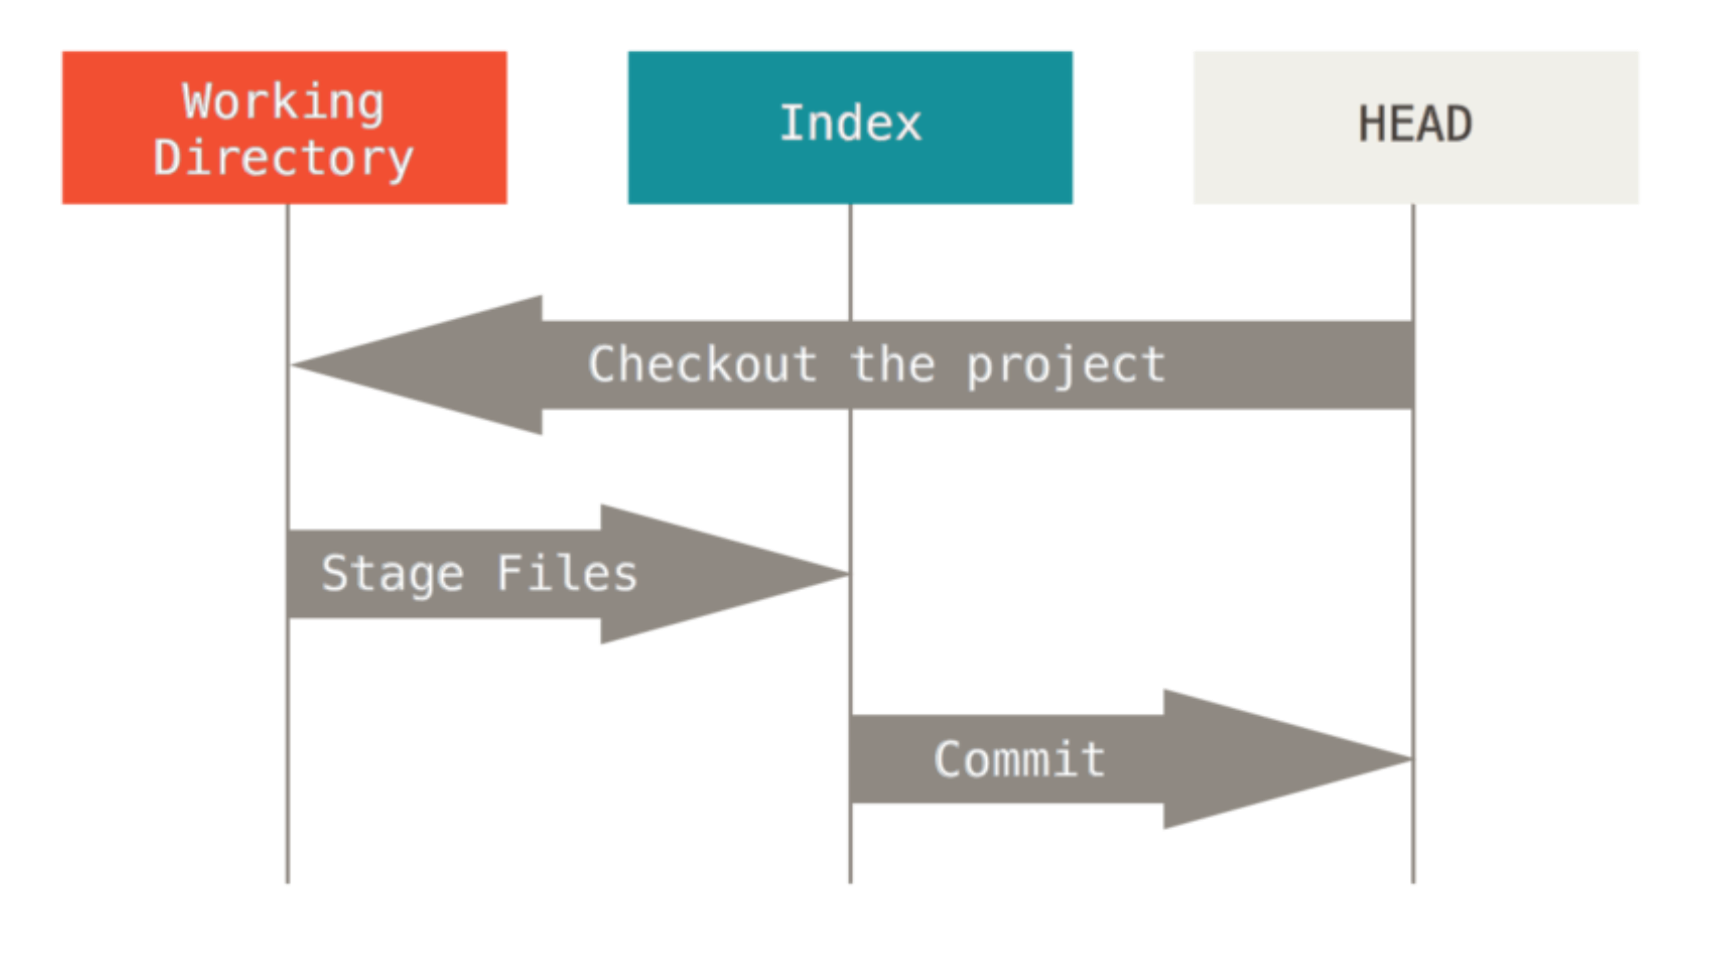 Working
Directory
Index
HEAD
Checkout the project
Stage Files
Commit